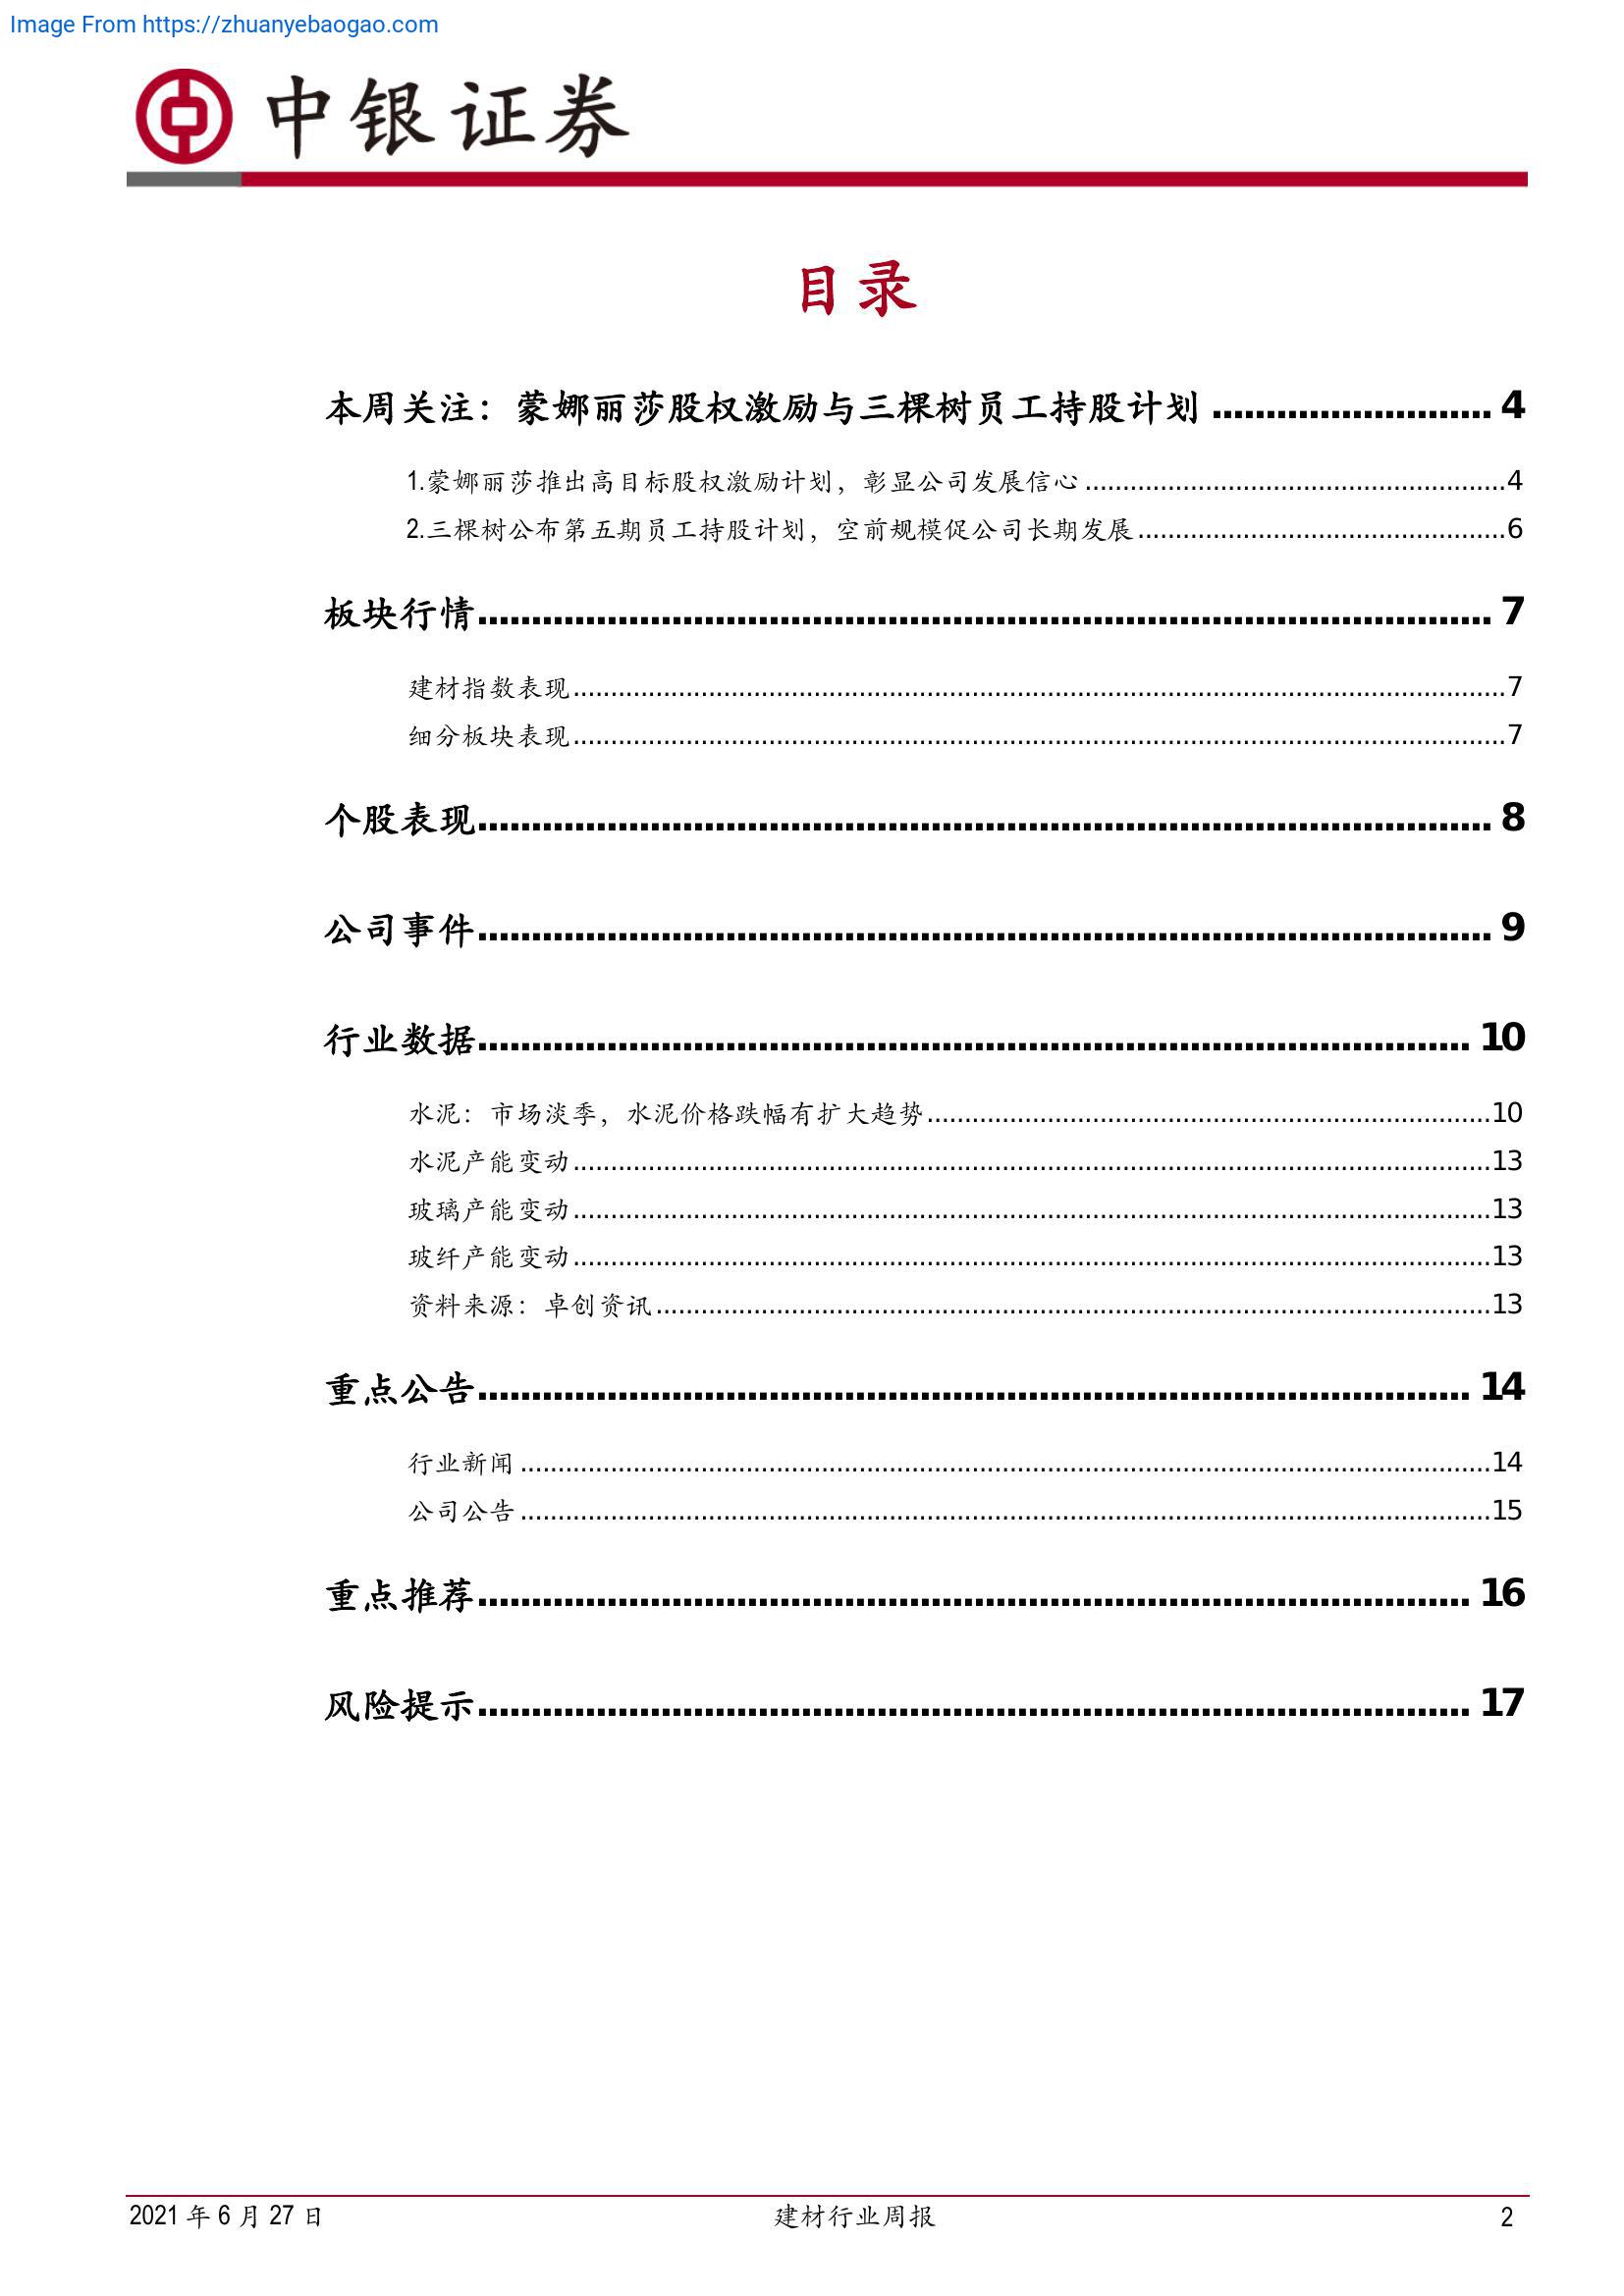 Image From https://zhuanyebaogao.com
中银证券
目录
本周关注：蒙娜丽莎股权激励与三棵树员工持股计划 .......................... 4
1.蒙娜丽莎推出高目标股权激励计划，彰显公司发展信心 ........................................................4
2.三棵树公布第五期员工持股计划，空前规模促公司长期发展 .................................................6
板块行情 .............................................................................................. 7
建材指数表现 ............................................................................................................................7
细分板块表现 ............................................................................................................................7
个股表现 .............................................................................................. 8
公司事件 .............................................................................................. 9
行业数据 ............................................................................................ 10
水泥：市场淡季，水泥价格跌幅有扩大趋势 ...........................................................................10
水泥产能变动 ..........................................................................................................................13
玻璃产能变动 ..........................................................................................................................13
玻纤产能变动 ..........................................................................................................................13
资料来源：卓创资讯 ...............................................................................................................13
重点公告 ............................................................................................ 14
行业新闻 .................................................................................................................................14
公司公告 .................................................................................................................................15
重点推荐 ............................................................................................ 16
风险提示 ............................................................................................ 17
2021 年 6 月 27 日 建材行业周报 2